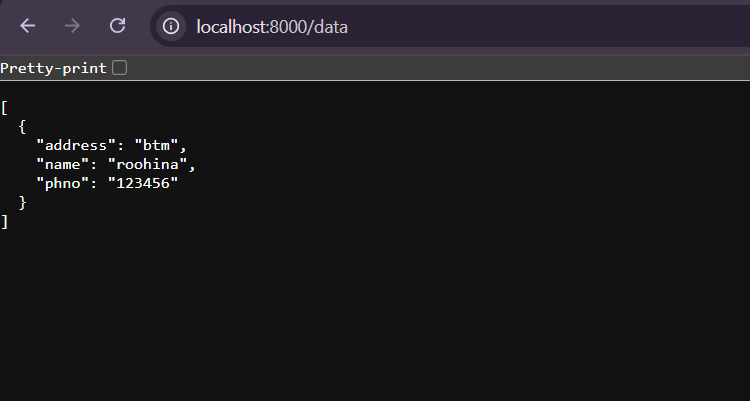 localhost:8000/data
Pretty-print
[
  {
    "address": "btm",
    "name": "roohina",
    "phno": "123456"
  }
]